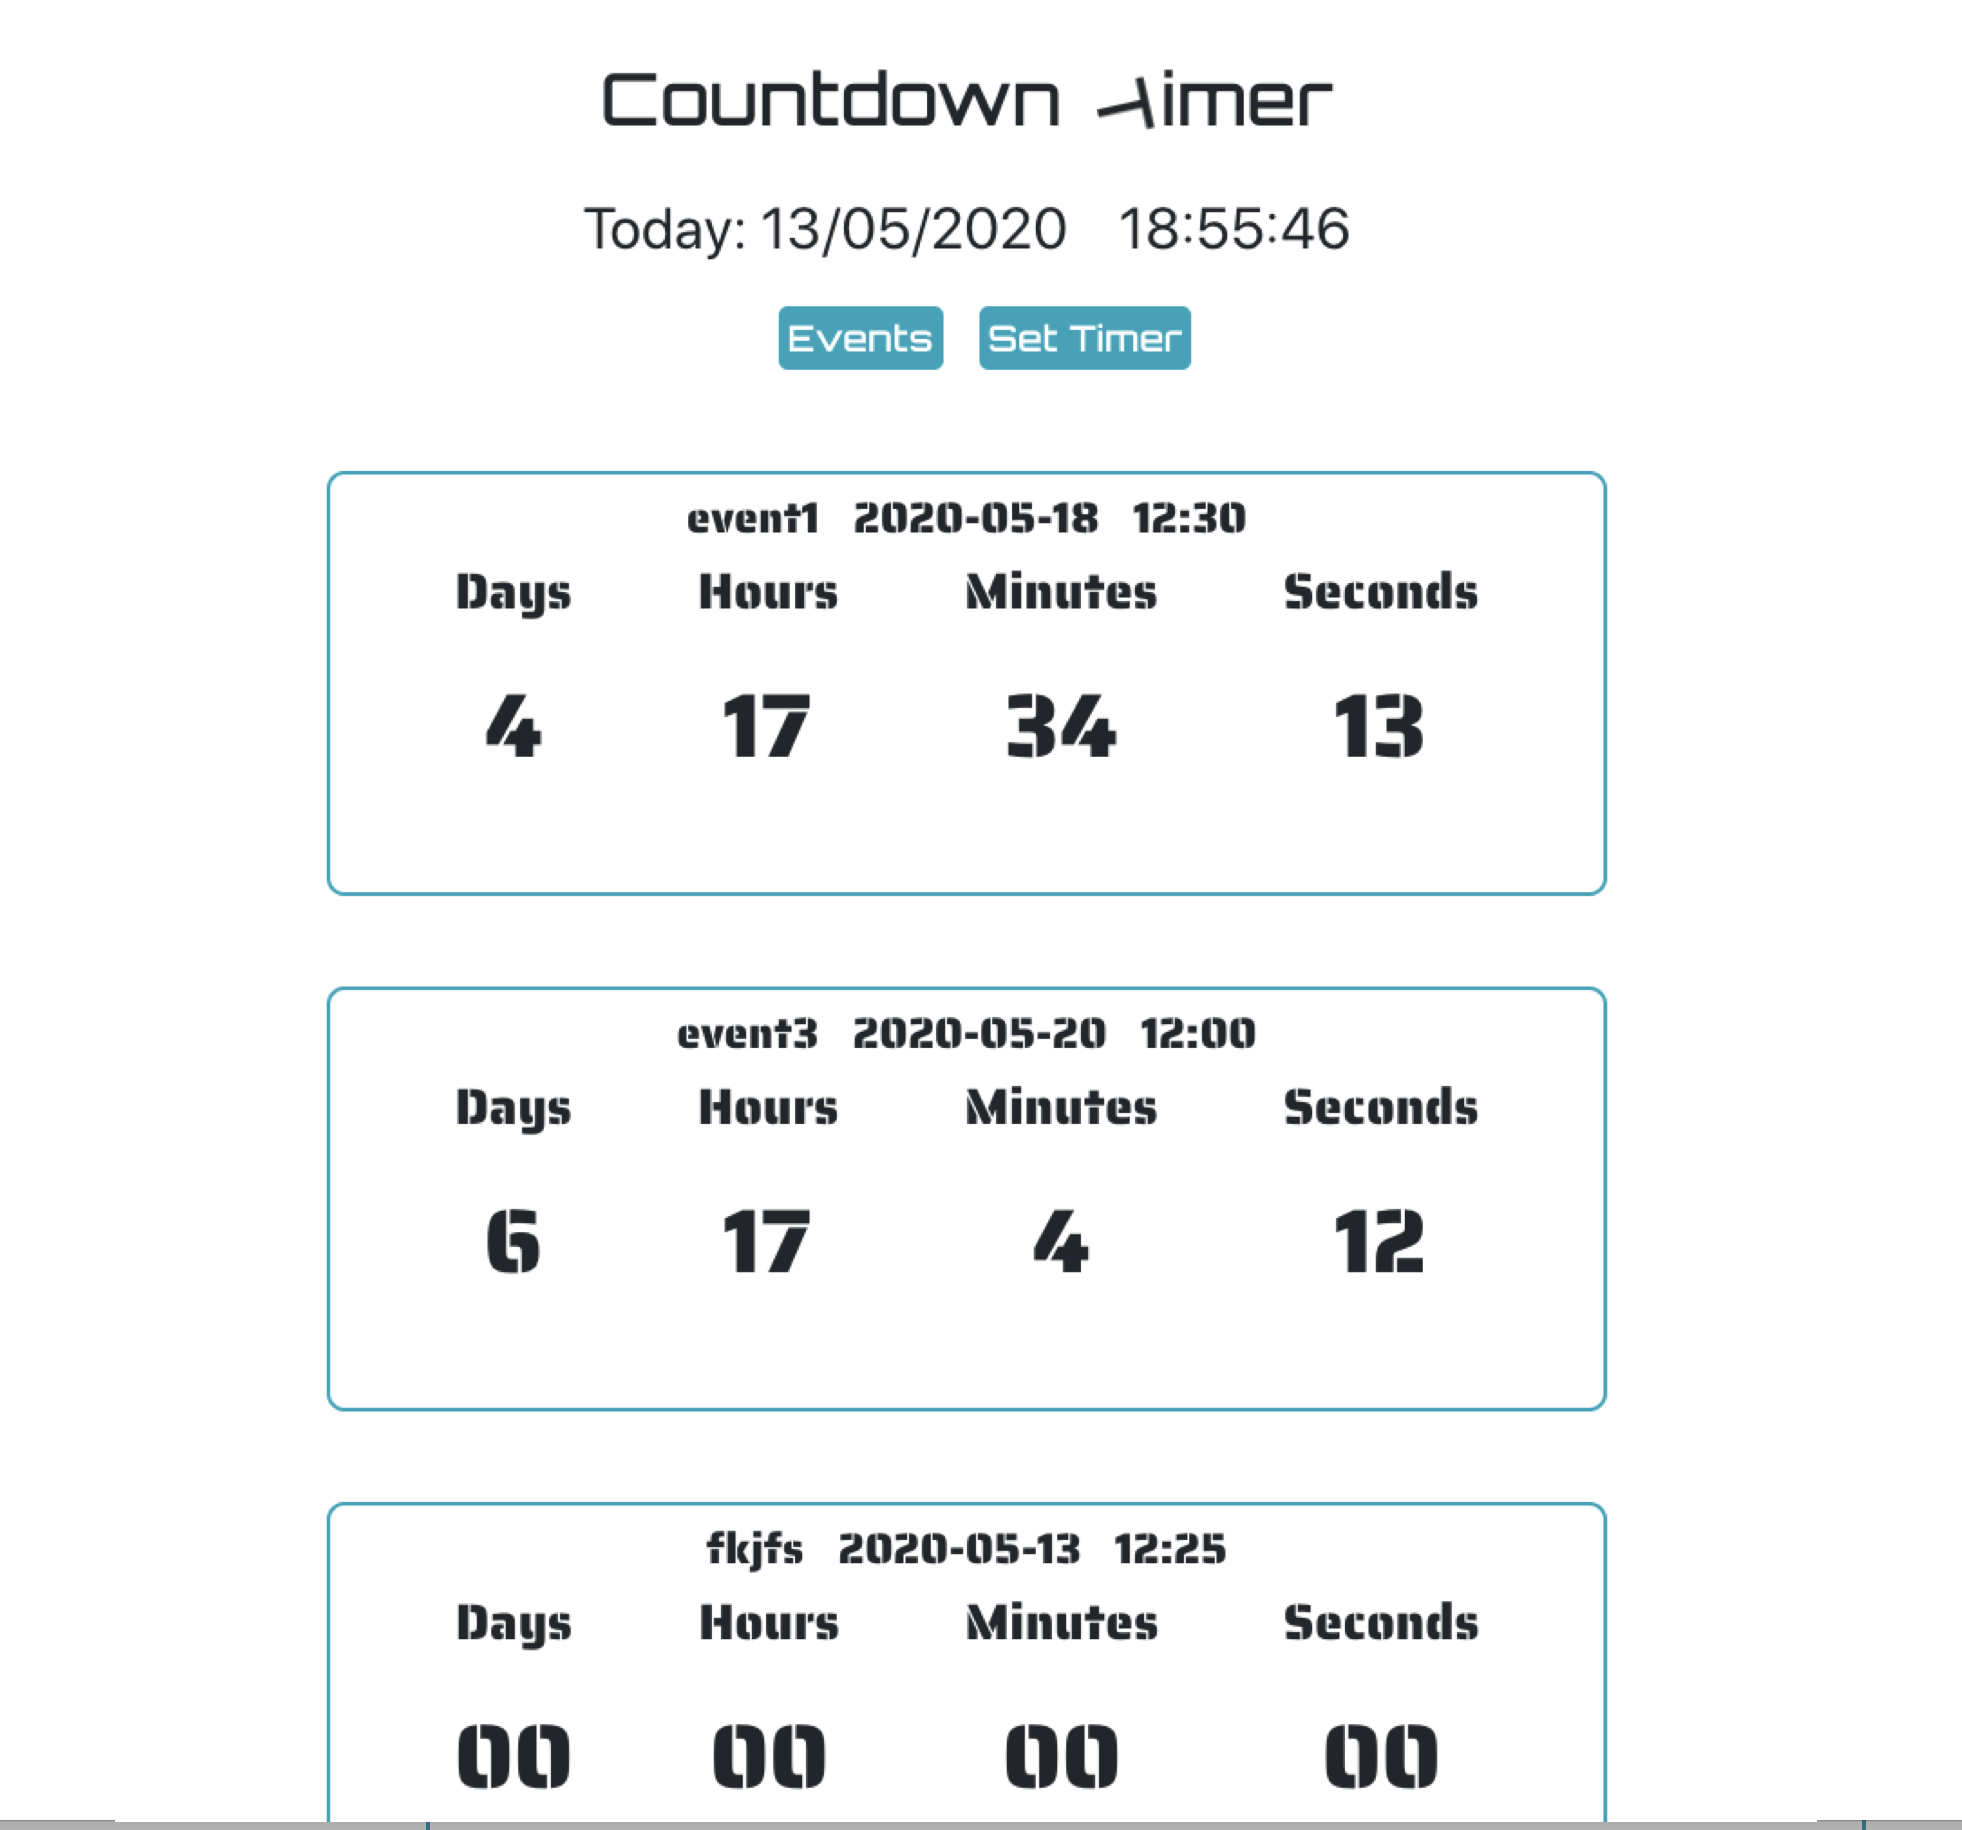 Countdown Timer
Today: 13/05/2020 18:55:46
Events Set Timer
event1 2020-05-18 12:30
Days Hours Minutes Seconds
4 17 34 13
event3 2020-05-20 12:00
Days Hours Minutes Seconds
6 17 4 12
fkjfs 2020-05-13 12:25
Days Hours Minutes Seconds
00 00 00 00